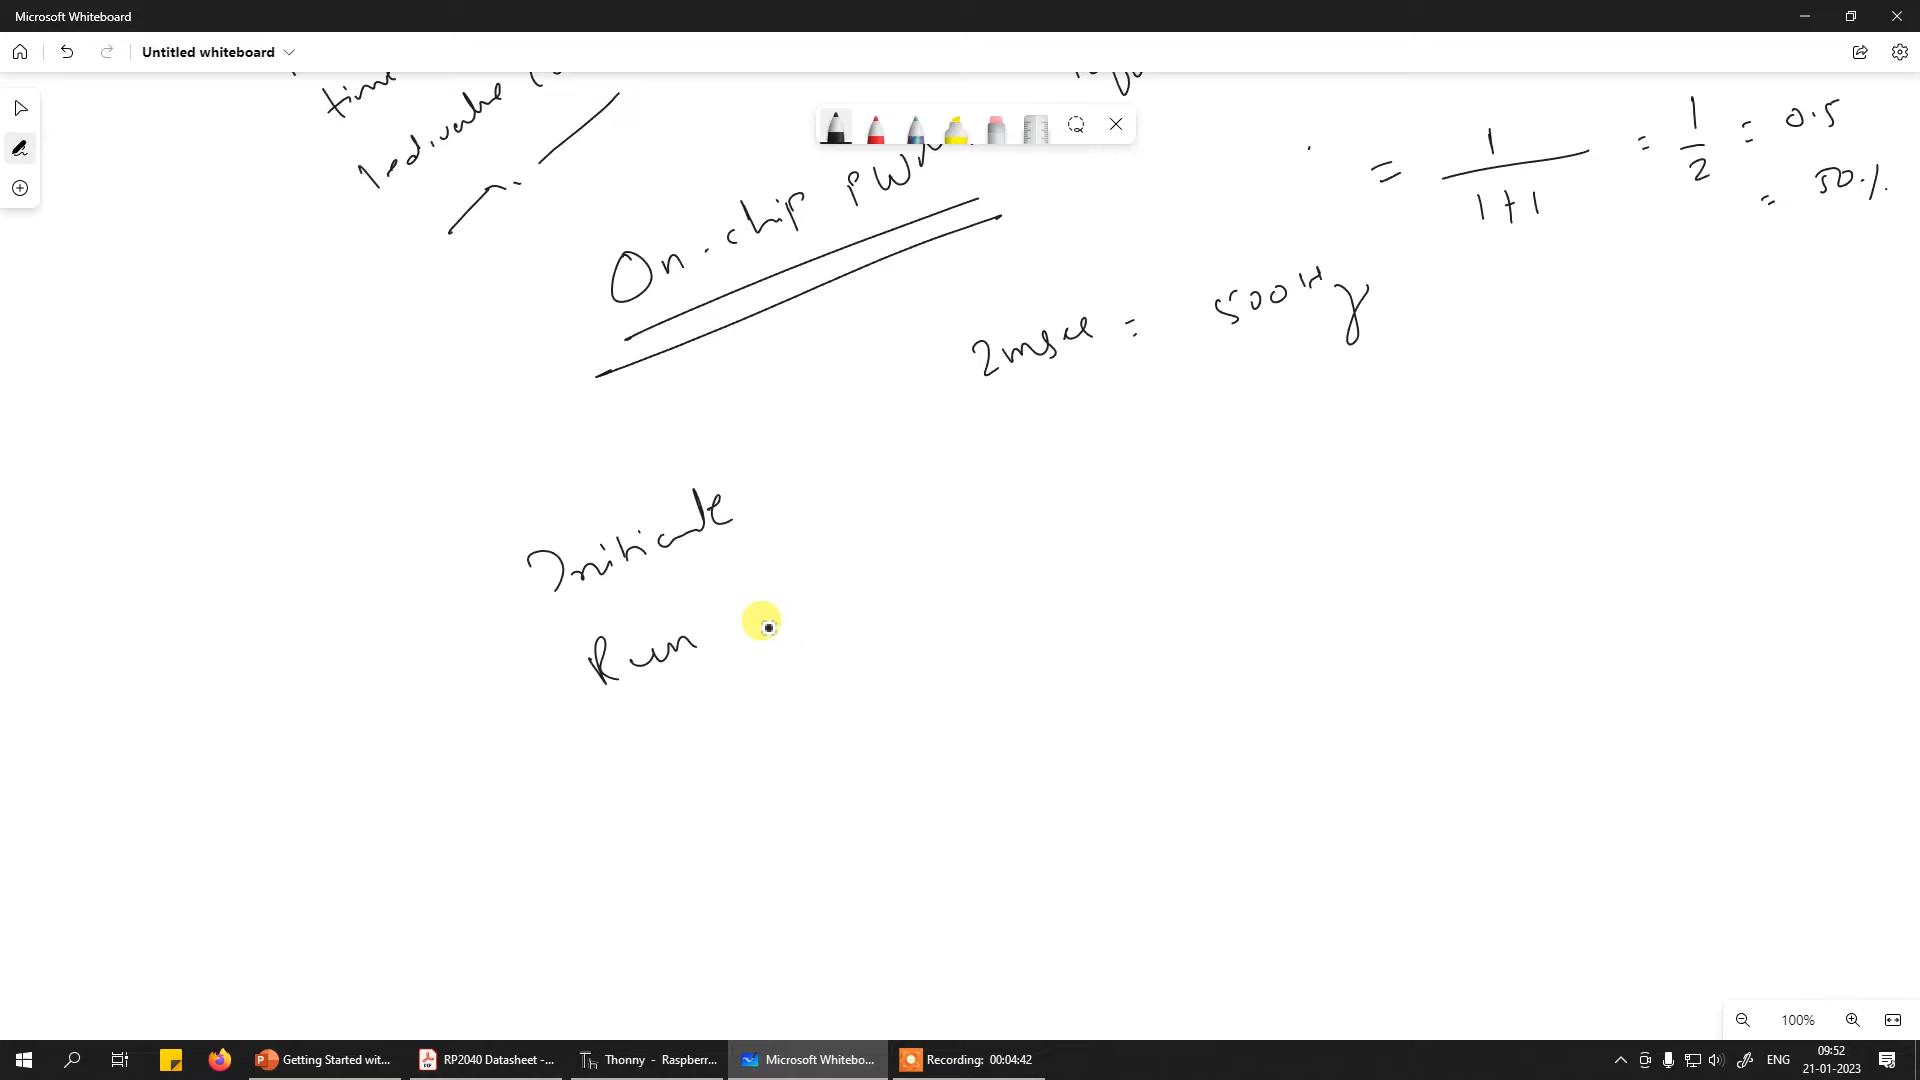 Microsoft Whiteboard
Untitled whiteboard
time
led.value
On-chip PWM
= 1 / 1+1 = 1/2 = 0.5
= 50%
2msec = 500Hz
Initiate
Run
100%
Getting Started wit...
RP2040 Datasheet -...
Thonny - Raspberr...
Microsoft Whitebo...
Recording: 00:04:42
ENG
09:52
21-01-2023